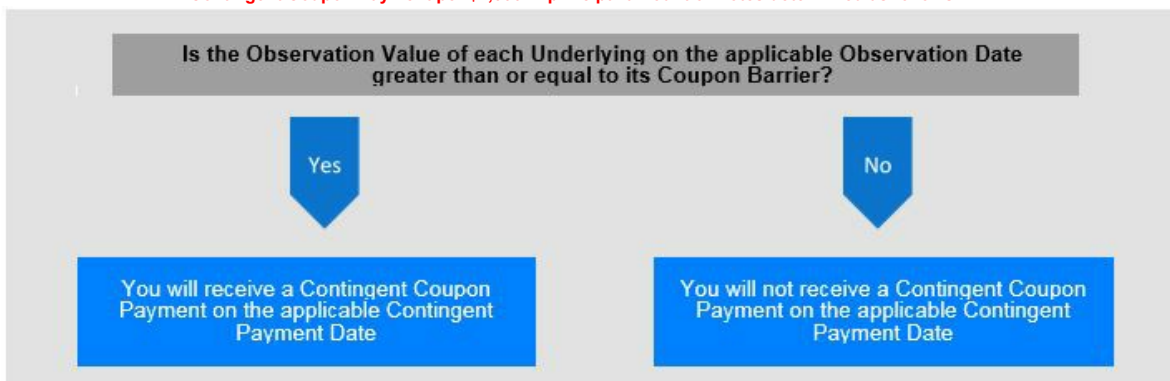 Is the Observation Value of each Underlying on the applicable Observation Date
greater than or equal to its Coupon Barrier?
Yes
No
You will receive a Contingent Coupon
Payment on the applicable Contingent
Payment Date
You will not receive a Contingent Coupon
Payment on the applicable Contingent
Payment Date